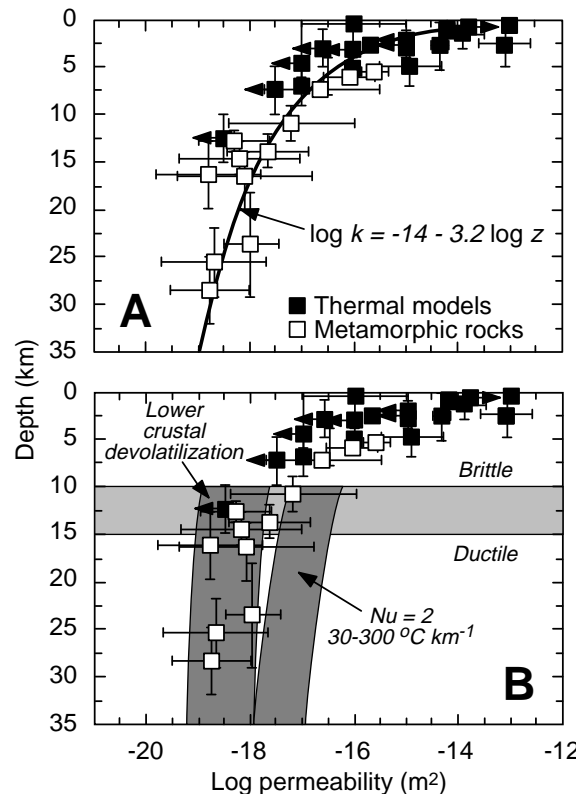 0
5
10
15
20
25
30
35
A
log k = -14 - 3.2 log z
Thermal models
Metamorphic rocks
Depth (km)
0
5
10
15
20
25
30
35
Lower
crustal
devolatilization
Brittle
Ductile
Nu = 2
30-300 ºC km⁻¹
B
-20 -18 -16 -14 -12
Log permeability (m²)